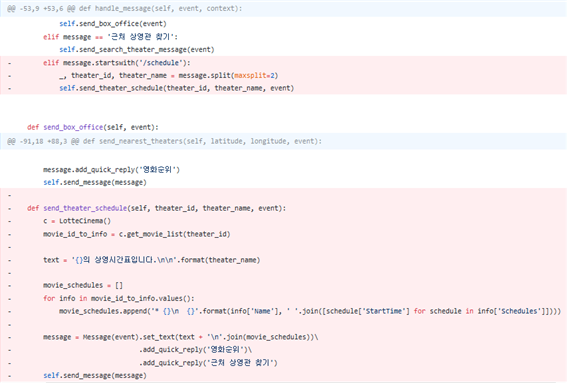 @@ -53,9 +53,6 @@ def handle_message(self, event, context):
            self.send_box_office(event)
        elif message == '근처 상영관 찾기':
            self.send_search_theater_message(event)
-        elif message.startswith('/schedule'):
-            _, theater_id, theater_name = message.split(maxsplit=2)
-            self.send_theater_schedule(theater_id, theater_name, event)
    def send_box_office(self, event):
@@ -91,18 +88,3 @@ def send_nearest_theaters(self, latitude, longitude, event):
        message.add_quick_reply('영화순위')
        self.send_message(message)
-
-    def send_theater_schedule(self, theater_id, theater_name, event):
-        c = LotteCinema()
-        movie_id_to_info = c.get_movie_list(theater_id)
-
-        text = '{}의 상영시간표입니다.\n\n'.format(theater_name)
-
-        movie_schedules = []
-        for info in movie_id_to_info.values():
-            movie_schedules.append('* {}\n  {}'.format(info['Name'], ' '.join([schedule['StartTime'] for schedule in info['Schedules']])))
-
-        message = Message(event).set_text(text + '\n'.join(movie_schedules))\
-                                .add_quick_reply('영화순위')\
-                                .add_quick_reply('근처 상영관 찾기')
-        self.send_message(message)